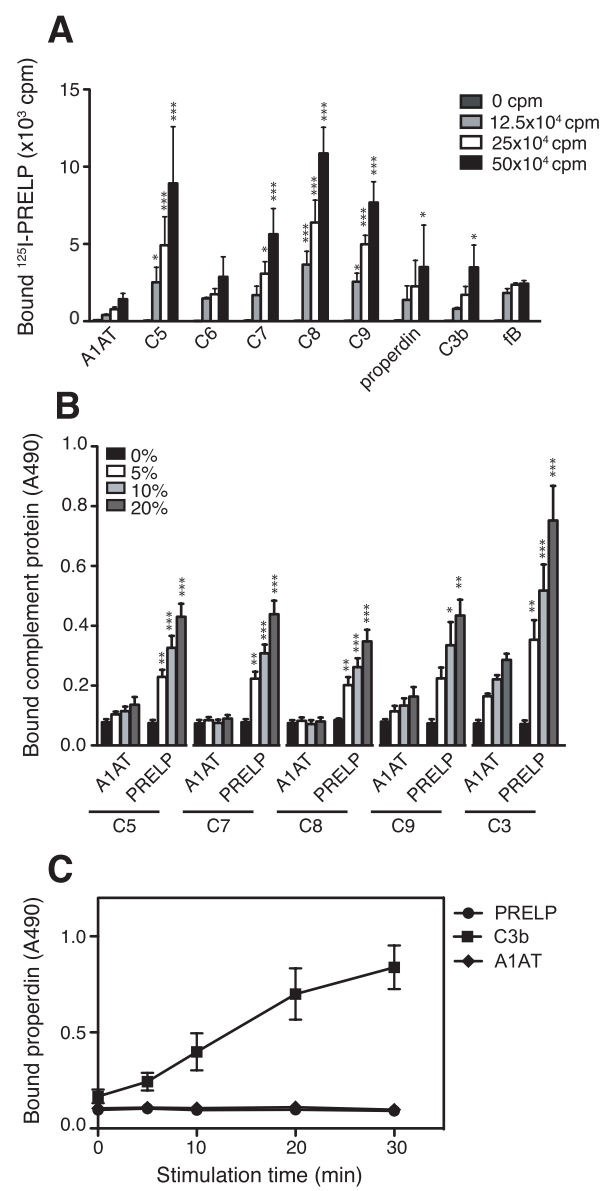 A
Bound ¹²⁵I-PRELP (x10³ cpm)
15
10
5
0
0 cpm
12.5x10⁴ cpm
25x10⁴ cpm
50x10⁴ cpm
* *** ***
* ***
*** *** ***
* *** ***
*
*
A1AT C5 C6 C7 C8 C9 properdin C3b fB
B
Bound complement protein (A490)
1.0
0.8
0.6
0.4
0.2
0.0
0%
5%
10%
20%
** *** ***
** *** ***
** *** ***
* **
** *** ***
A1AT PRELP A1AT PRELP A1AT PRELP A1AT PRELP A1AT PRELP
C5 C7 C8 C9 C3
C
Bound properdin (A490)
1.0
0.5
0.0
0 10 20 30
Stimulation time (min)
PRELP
C3b
A1AT